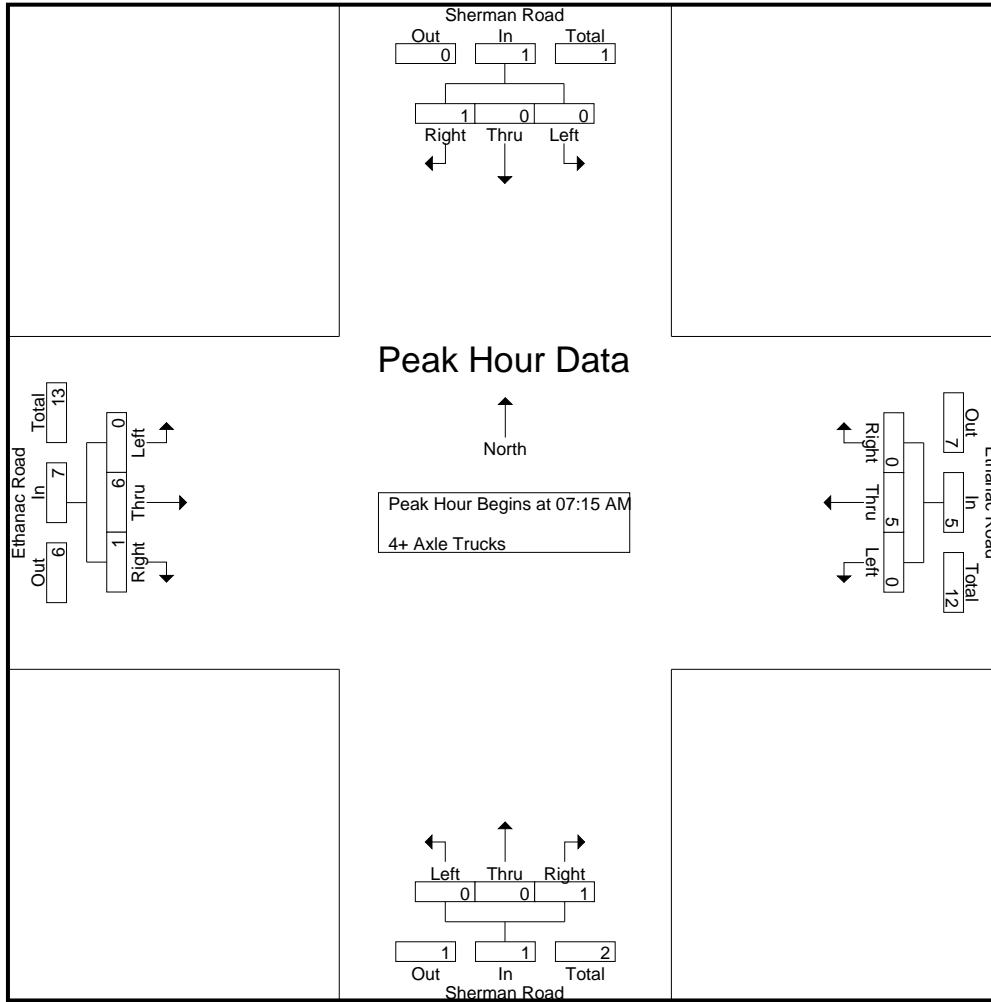 Sherman Road
Out In Total
0 1 1
1 0 0
Right Thru Left
Peak Hour Data
North
Peak Hour Begins at 07:15 AM
4+ Axle Trucks
Ethanac Road
Total In Out
13 7 6
0 6 1
Left Thru Right
Right Thru Left
0 5 0
7 5 12
Out In Total
Ethanac Road
Left Thru Right
0 0 1
1 1 2
Out In Total
Sherman Road